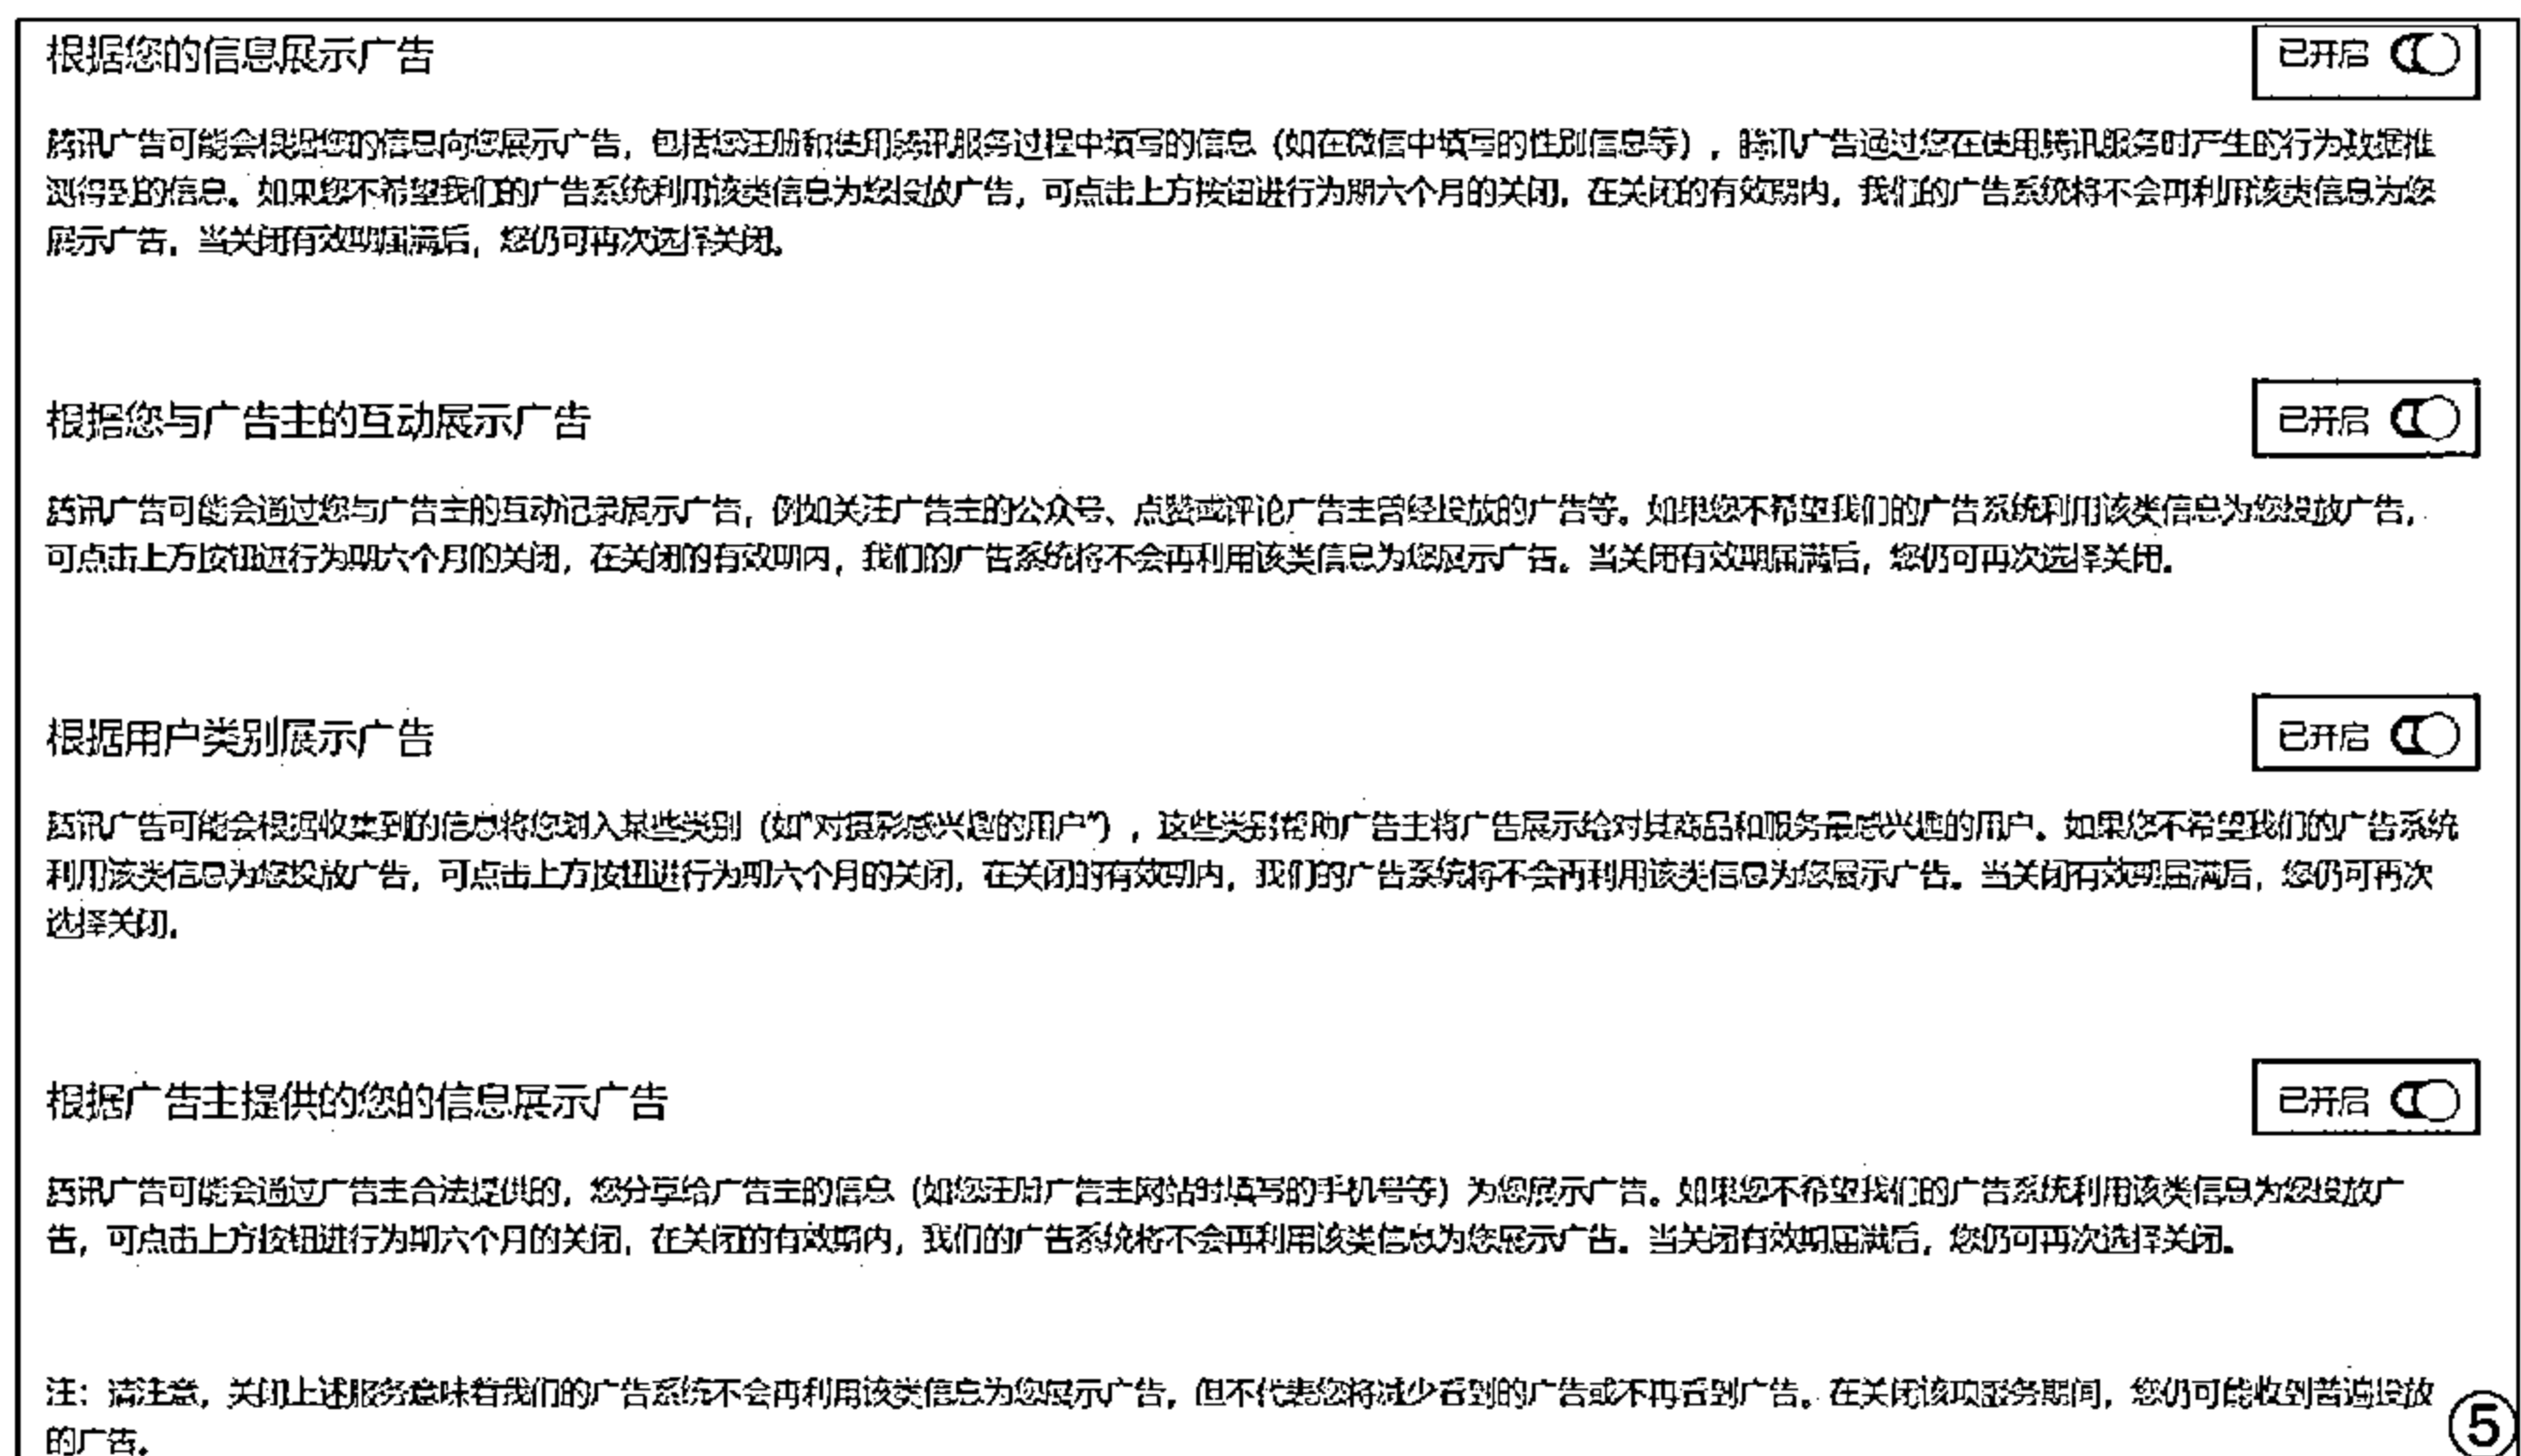 根据您的信息展示广告
已开启
腾讯广告可能会根据您的信息向您展示广告，包括您注册和使用腾讯服务过程中填写的信息（如在微信中填写的性别信息等），腾讯广告通过您在使用腾讯服务时产生的行为数据推
测得到的信息。如果您不希望我们的广告系统利用该类信息为您投放广告，可点击上方按钮进行为期六个月的关闭，在关闭的有效期内，我们的广告系统将不会再利用该类信息为您
展示广告，当关闭有效期届满后，您仍可再次选择关闭。
根据您与广告主的互动展示广告
已开启
腾讯广告可能会通过您与广告主的互动记录展示广告，例如关注广告主的公众号、点赞或评论广告主曾经投放的广告等。如果您不希望我们的广告系统利用该类信息为您投放广告，
可点击上方按钮进行为期六个月的关闭，在关闭的有效期内，我们的广告系统将不会再利用该类信息为您展示广告。当关闭有效期届满后，您仍可再次选择关闭。
根据用户类别展示广告
已开启
腾讯广告可能会根据收集到的信息将您划入某些类别（如"对摄影感兴趣的用户"），这些类别帮助广告主将广告展示给对其商品和服务最感兴趣的用户。如果您不希望我们的广告系统
利用该类信息为您投放广告，可点击上方按钮进行为期六个月的关闭，在关闭的有效期内，我们的广告系统将不会再利用该类信息为您展示广告。当关闭有效期届满后，您仍可再次
选择关闭。
根据广告主提供的您的信息展示广告
已开启
腾讯广告可能会通过广告主合法提供的，您分享给广告主的信息（如您注册广告主网站时填写的手机号等）为您展示广告。如果您不希望我们的广告系统利用该类信息为您投放广
告，可点击上方按钮进行为期六个月的关闭，在关闭的有效期内，我们的广告系统将不会再利用该类信息为您展示广告。当关闭有效期届满后，您仍可再次选择关闭。
注：请注意，关闭上述服务意味着我们的广告系统不会再利用该类信息为您展示广告，但不代表您将减少看到的广告或不再看到广告。在关闭该项服务期间，您仍可能收到普遍投放
的广告。
⑤